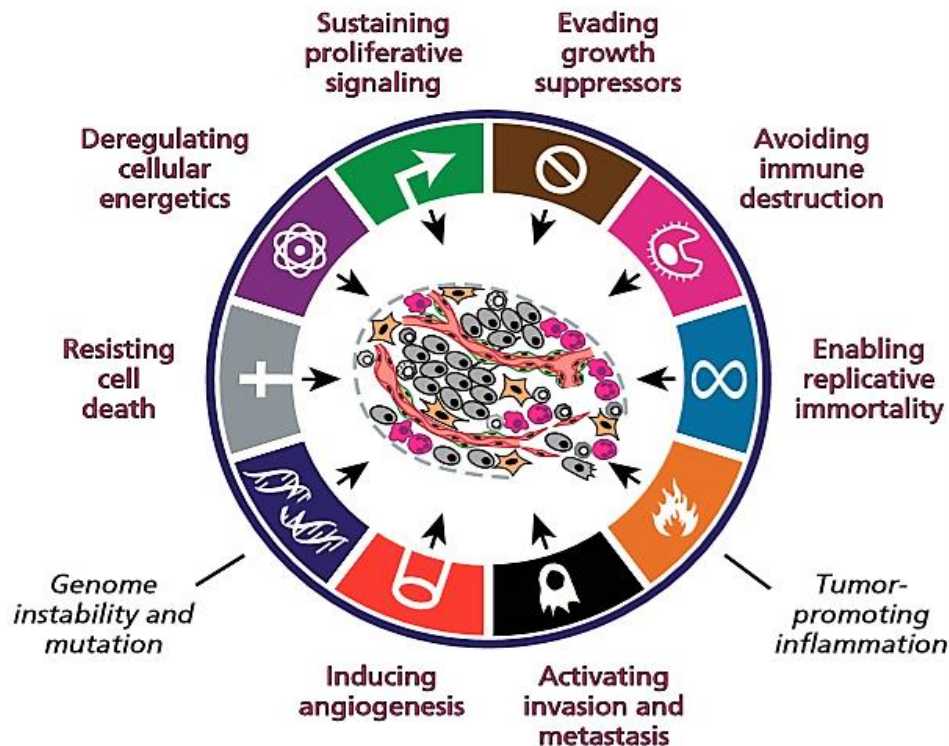 Sustaining
proliferative
signaling
Evading
growth
suppressors
Avoiding
immune
destruction
Enabling
replicative
immortality
Tumor-
promoting
inflammation
Activating
invasion and
metastasis
Inducing
angiogenesis
Genome
instability and
mutation
Resisting
cell
death
Deregulating
cellular
energetics